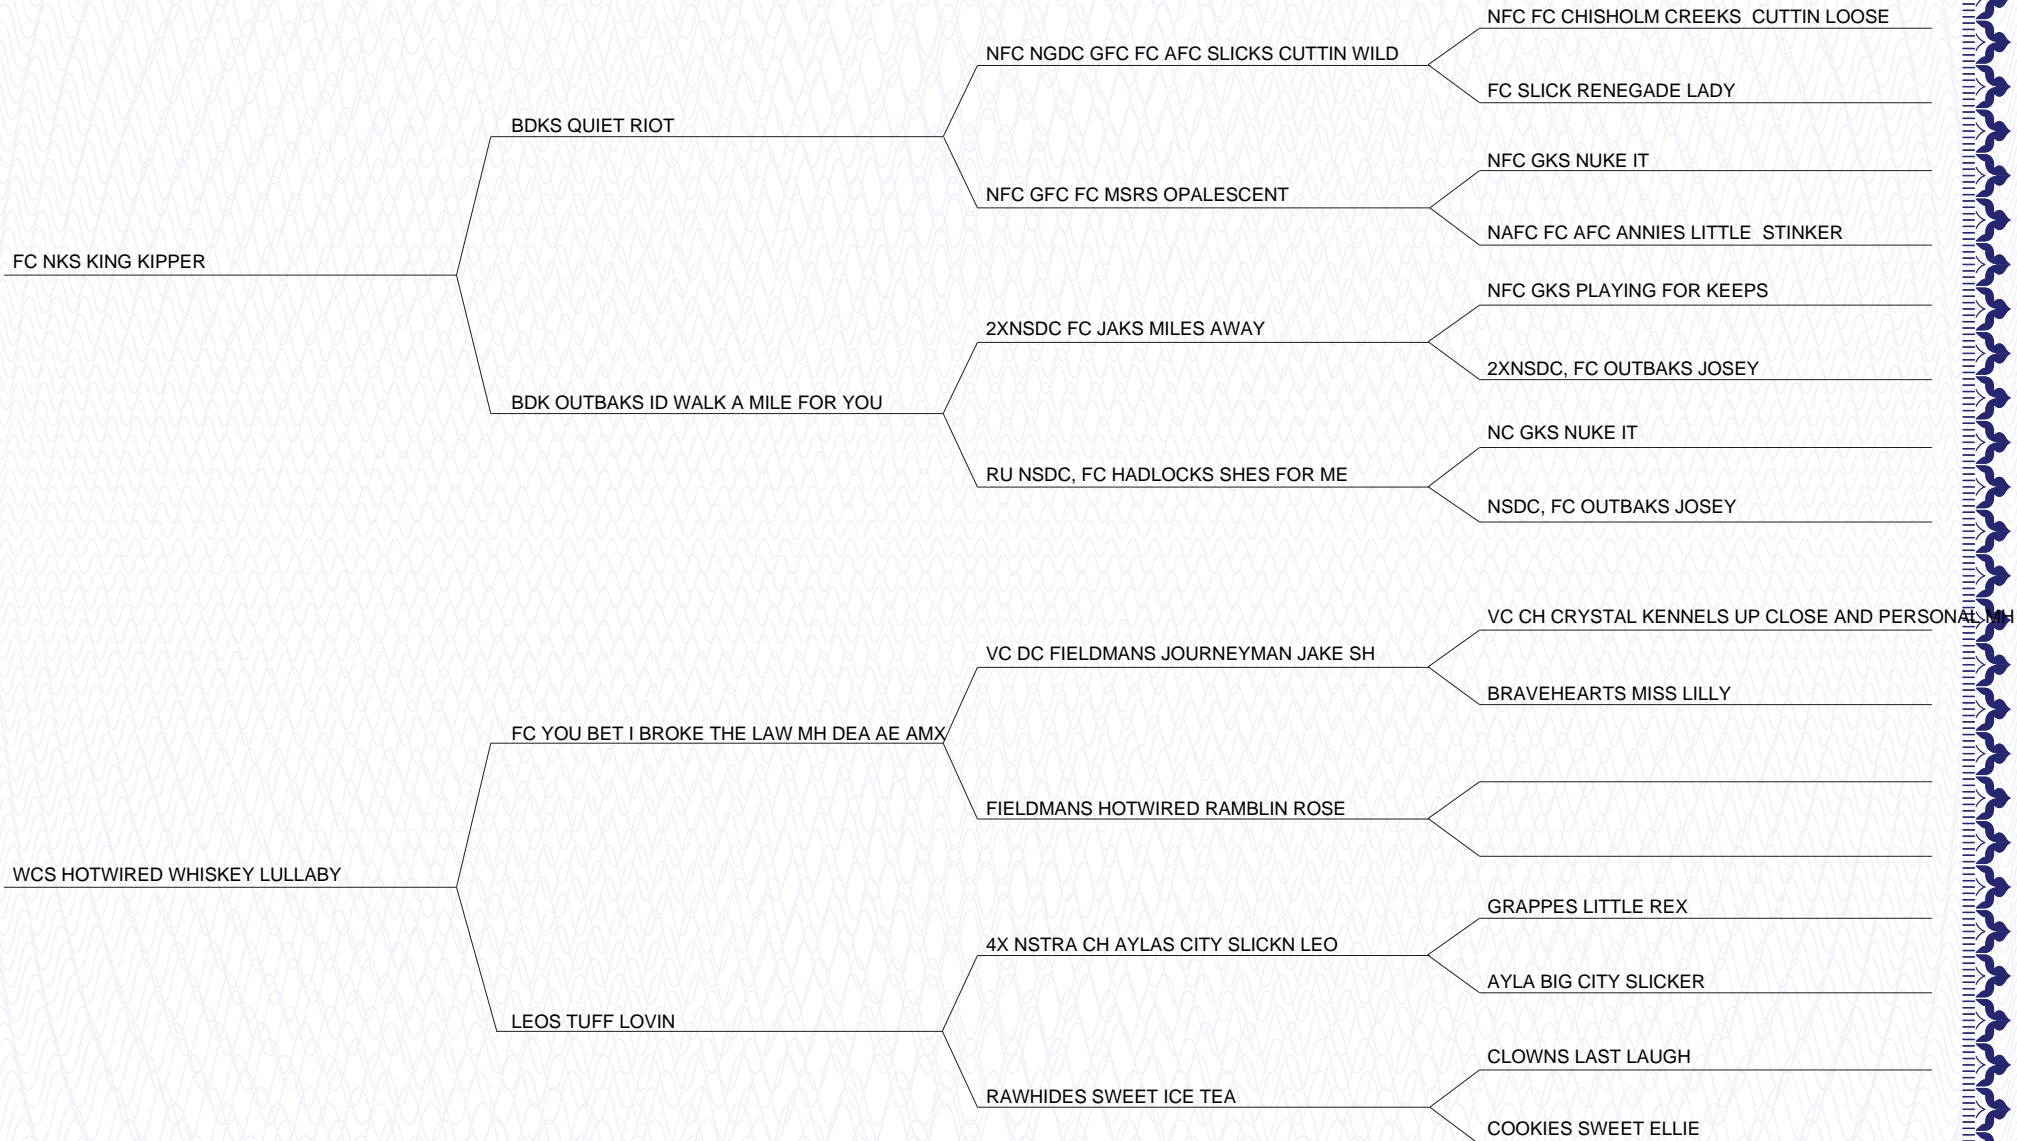 NFC FC CHISHOLM CREEKS  CUTTIN LOOSE
NFC NGDC GFC FC AFC SLICKS CUTTIN WILD
FC SLICK RENEGADE LADY
BDKS QUIET RIOT
NFC GKS NUKE IT
NFC GFC FC MSRS OPALESCENT
NAFC FC AFC ANNIES LITTLE  STINKER
FC NKS KING KIPPER
NFC GKS PLAYING FOR KEEPS
2XNSDC FC JAKS MILES AWAY
2XNSDC, FC OUTBAKS JOSEY
BDK OUTBAKS ID WALK A MILE FOR YOU
NC GKS NUKE IT
RU NSDC, FC HADLOCKS SHES FOR ME
NSDC, FC OUTBAKS JOSEY
VC CH CRYSTAL KENNELS UP CLOSE AND PERSONAL MH
VC DC FIELDMANS JOURNEYMAN JAKE SH
BRAVEHEARTS MISS LILLY
FC YOU BET I BROKE THE LAW MH DEA AE AMX
FIELDMANS HOTWIRED RAMBLIN ROSE
WCS HOTWIRED WHISKEY LULLABY
GRAPPES LITTLE REX
4X NSTRA CH AYLAS CITY SLICKN LEO
AYLA BIG CITY SLICKER
LEOS TUFF LOVIN
CLOWNS LAST LAUGH
RAWHIDES SWEET ICE TEA
COOKIES SWEET ELLIE